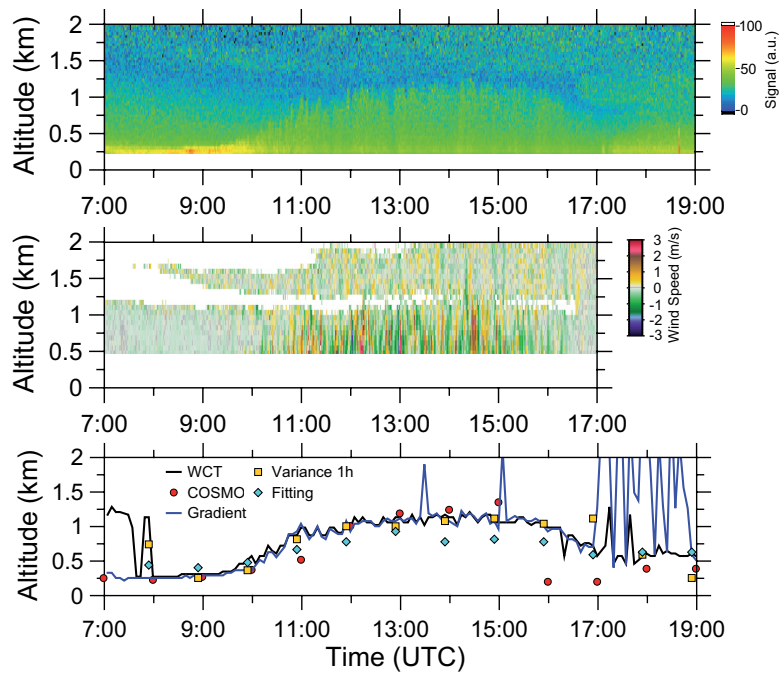 Altitude (km)
2
1.5
1
0.5
0
7:00 9:00 11:00 13:00 15:00 17:00 19:00
100
50
0
Signal (a.u.)
Altitude (km)
2
1.5
1
0.5
0
7:00 9:00 11:00 13:00 15:00 17:00
3
2
1
0
-1
-2
-3
Wind Speed (m/s)
Altitude (km)
2
1.5
1
0.5
0
WCT
COSMO
Gradient
Variance 1h
Fitting
7:00 9:00 11:00 13:00 15:00 17:00 19:00
Time (UTC)